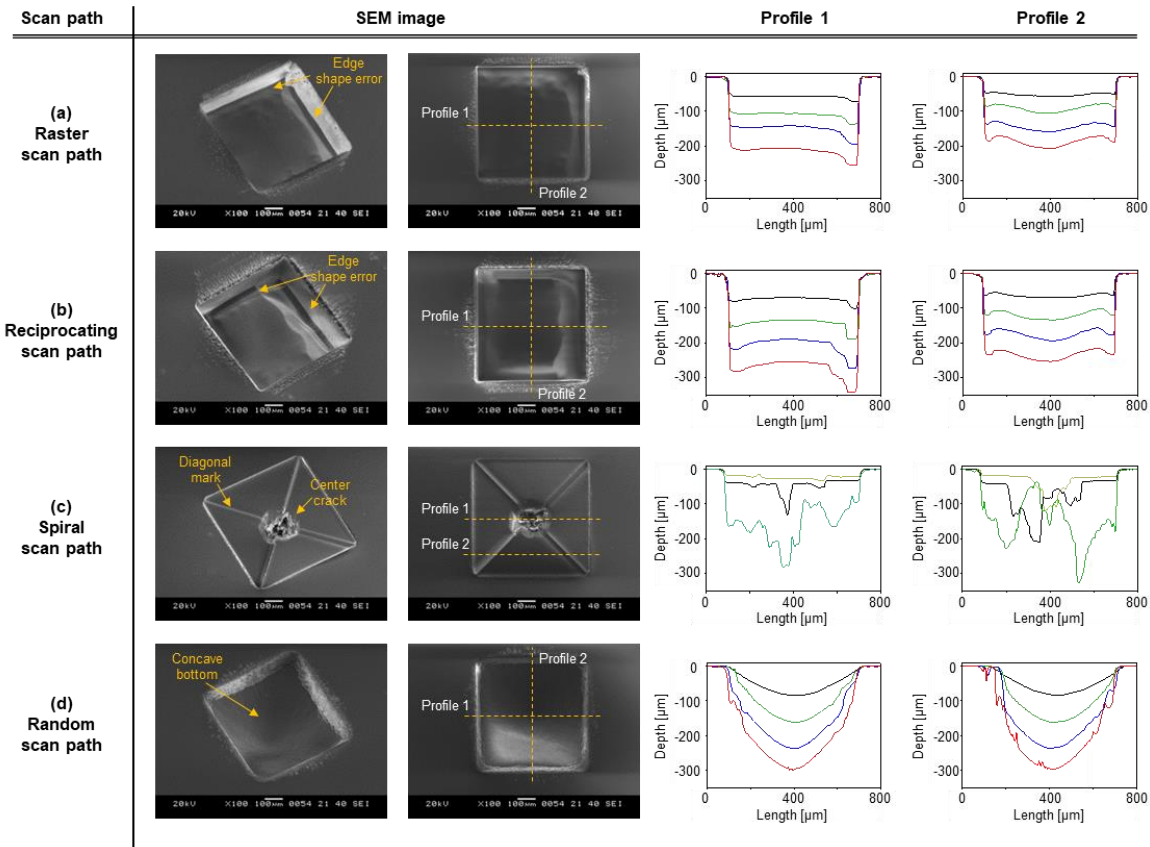 Scan path SEM image Profile 1 Profile 2
(a)
Raster
scan path
Edge
shape error
20kV X100 100µm 0054 21 40 SEI
Profile 1
Profile 2
20kV X100 100µm 0054 21 40 SEI
Depth [µm]
0
-100
-200
-300
0 400 800
Length [µm]
Depth [µm]
0
-100
-200
-300
0 400 800
Length [µm]
(b)
Reciprocating
scan path
Edge
shape error
20kV X100 100µm 0054 21 40 SEI
Profile 1
Profile 2
20kV X100 100µm 0054 21 40 SEI
Depth [µm]
0
-100
-200
-300
0 400 800
Length [µm]
Depth [µm]
0
-100
-200
-300
0 400 800
Length [µm]
(c)
Spiral
scan path
Diagonal
mark
Center
crack
20kV X100 100µm 0054 21 40 SEI
Profile 1
Profile 2
20kV X100 100µm 0054 21 40 SEI
Depth [µm]
0
-100
-200
-300
0 400 800
Length [µm]
Depth [µm]
0
-100
-200
-300
0 400 800
Length [µm]
(d)
Random
scan path
Concave
bottom
20kV X100 100µm 0054 21 40 SEI
Profile 2
Profile 1
20kV X100 100µm 0054 21 40 SEI
Depth [µm]
0
-100
-200
-300
0 400 800
Length [µm]
Depth [µm]
0
-100
-200
-300
0 400 800
Length [µm]